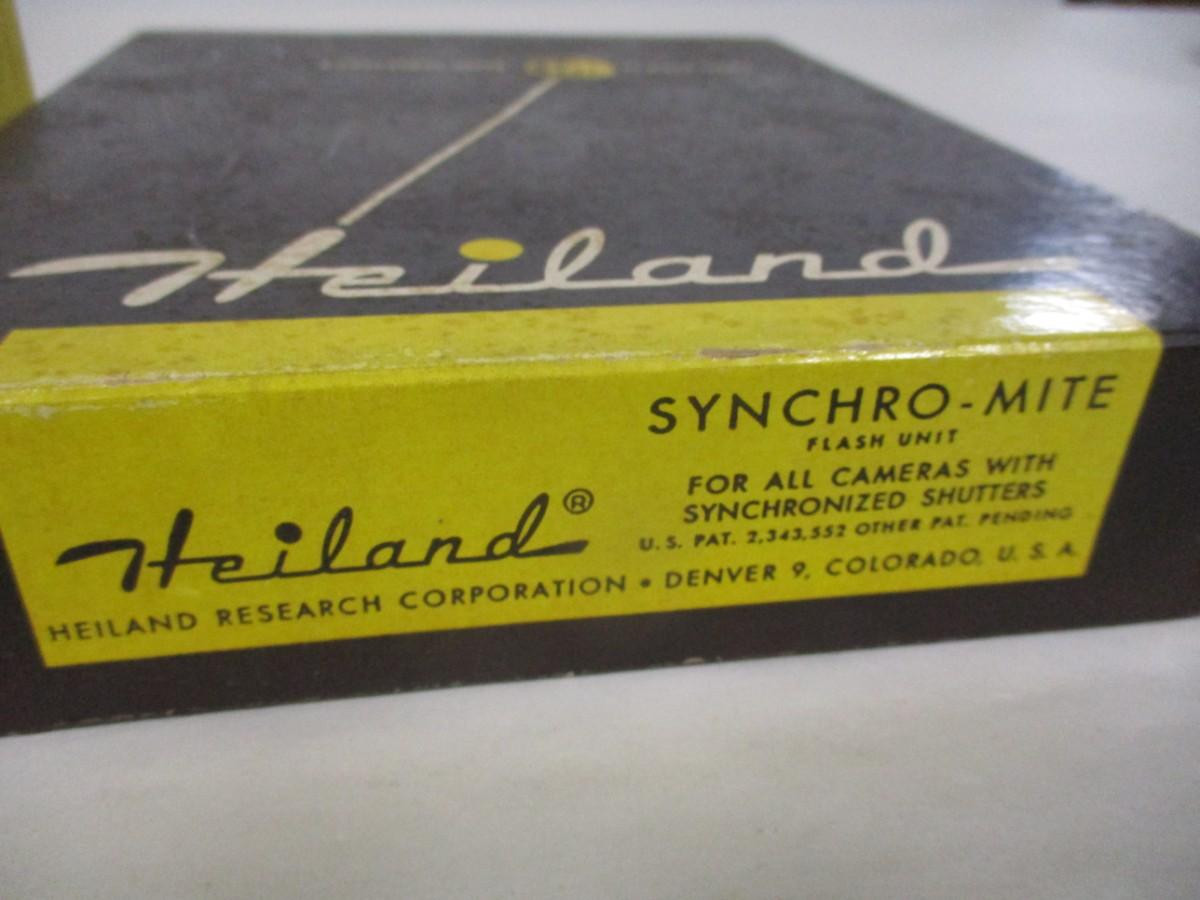 Heiland
SYNCHRO-MITE
FLASH UNIT
FOR ALL CAMERAS WITH
SYNCHRONIZED SHUTTERS
U.S. PAT. 2,343,552 OTHER PAT. PENDING
Heiland®
HEILAND RESEARCH CORPORATION • DENVER 9, COLORADO, U. S. A.